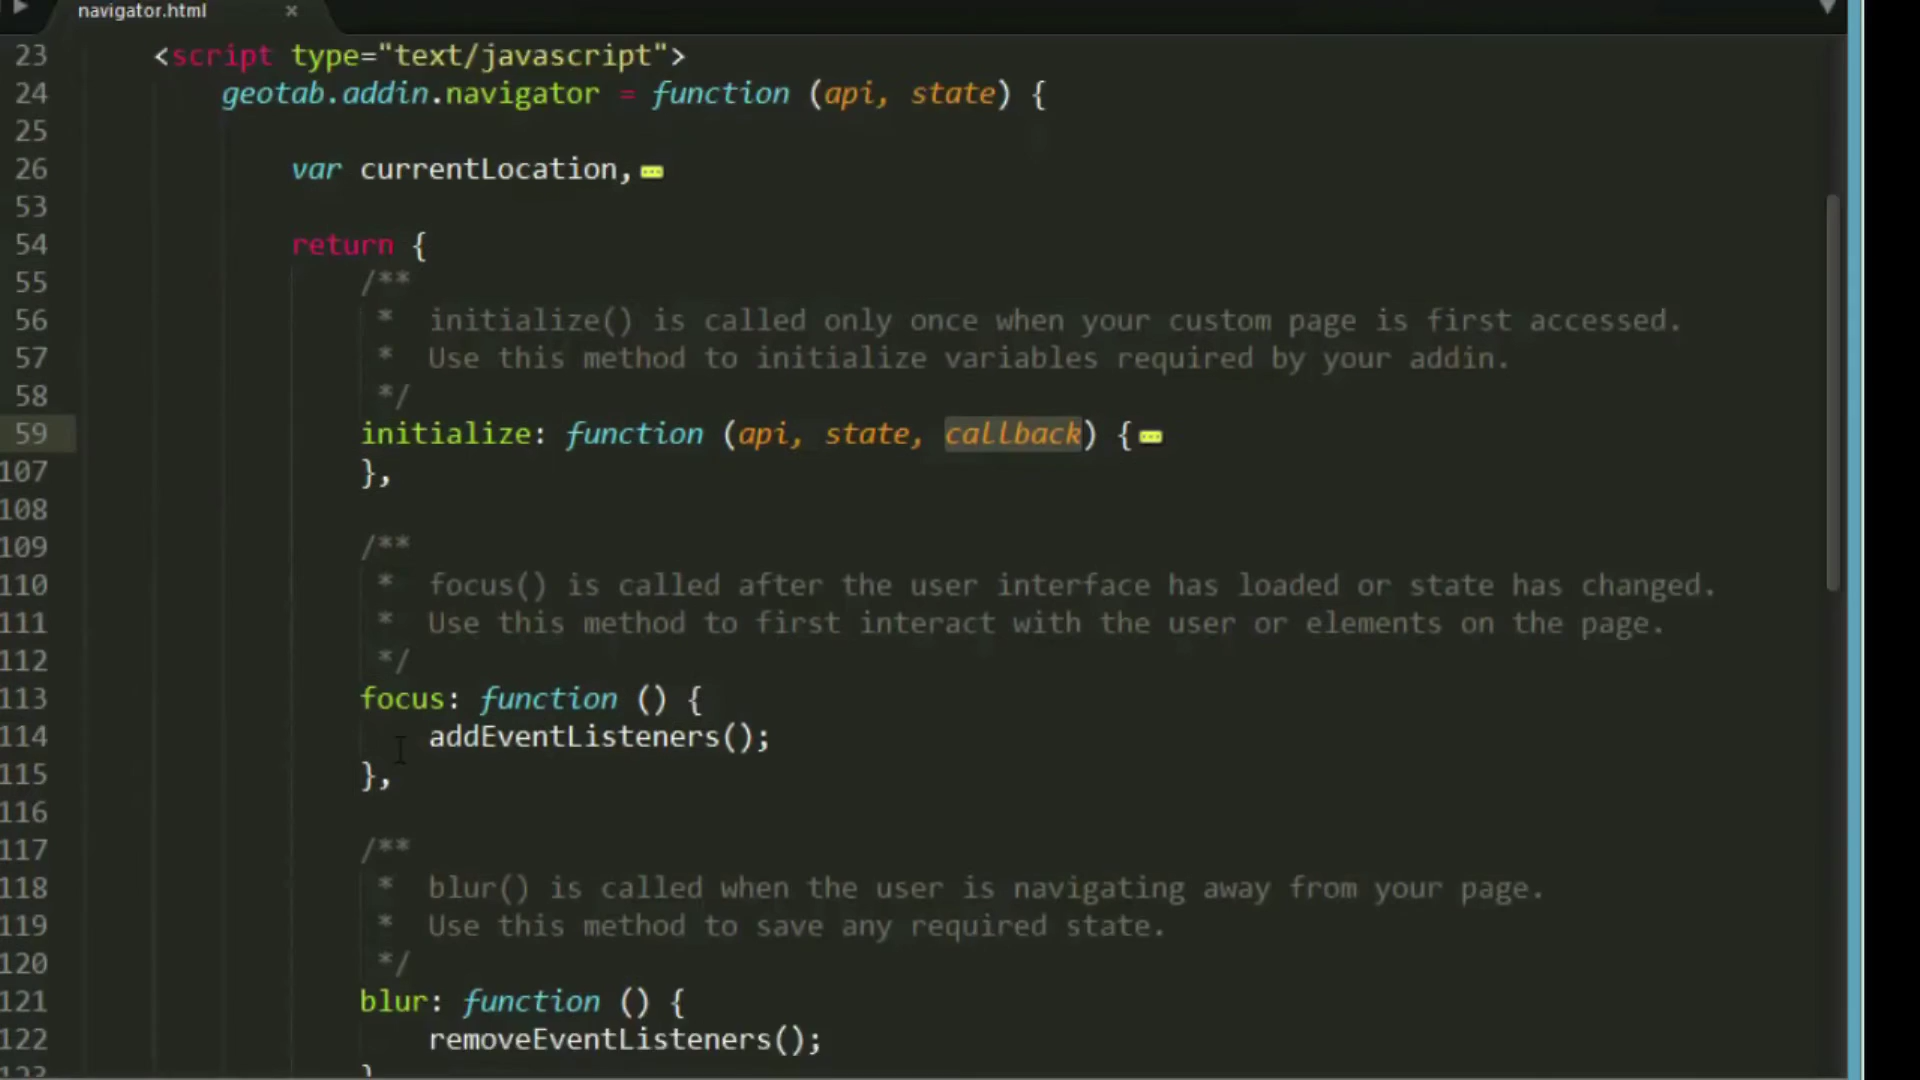 navigator.html ×
23 <script type="text/javascript">
24 geotab.addin.navigator = function (api, state) {
25
26 var currentLocation,
53
54 return {
55 /**
56 * initialize() is called only once when your custom page is first accessed.
57 * Use this method to initialize variables required by your addin.
58 */
59 initialize: function (api, state, callback) {
107 },
108
109 /**
110 * focus() is called after the user interface has loaded or state has changed.
111 * Use this method to first interact with the user or elements on the page.
112 */
113 focus: function () {
114 addEventListeners();
115 },
116
117 /**
118 * blur() is called when the user is navigating away from your page.
119 * Use this method to save any required state.
120 */
121 blur: function () {
122 removeEventListeners();
123 }